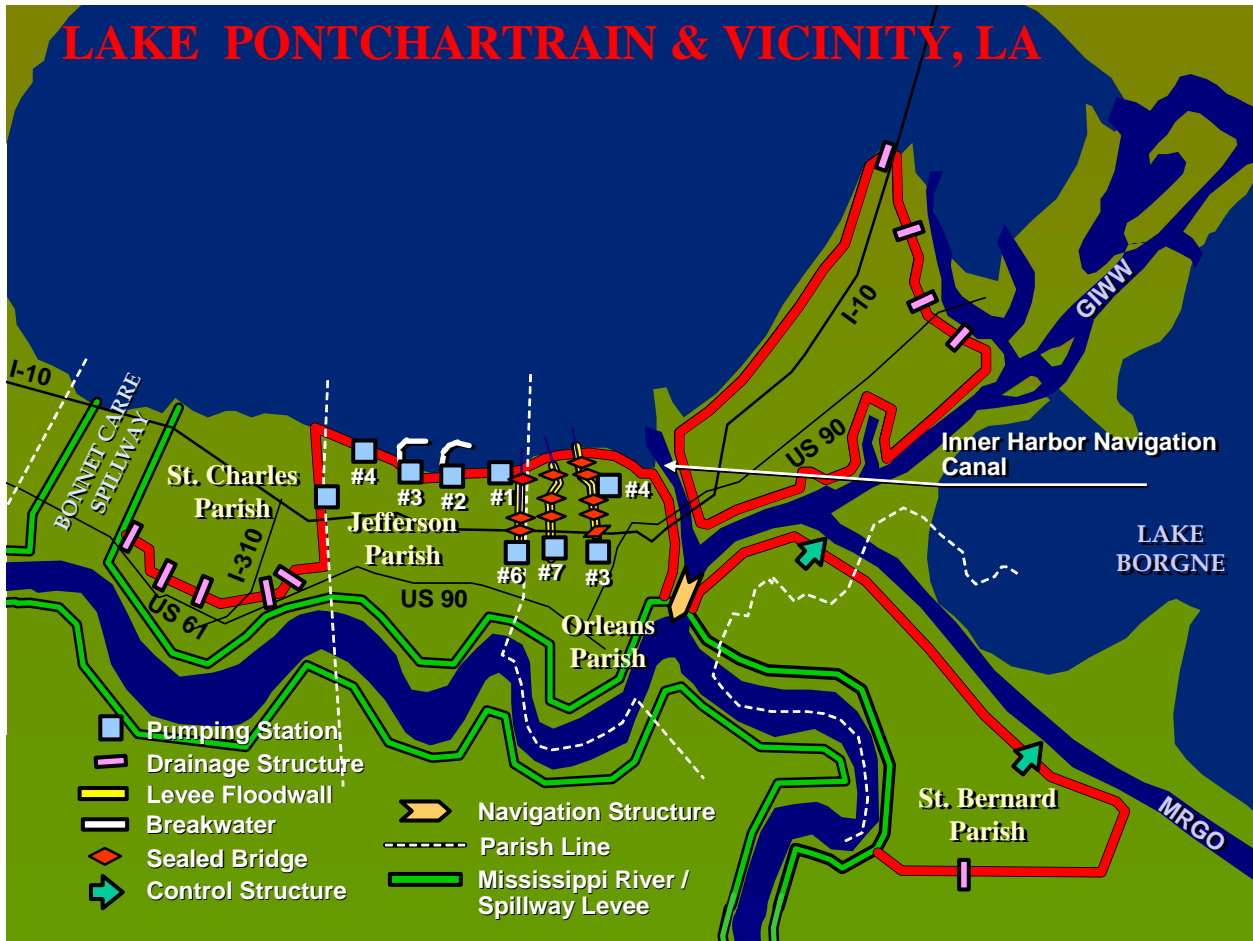 LAKE PONTCHARTRAIN & VICINITY, LA
GIWW
I-10
I-10
BONNET CARRE
SPILLWAY
US 90
Inner Harbor Navigation
Canal
St. Charles
Parish
#4
#3
#2
#1
#4
Jefferson
Parish
LAKE
BORGNE
I-310
#6
#7
#3
US 61
US 90
Orleans
Parish
Pumping Station
Drainage Structure
Levee Floodwall
Breakwater
Sealed Bridge
Control Structure
Navigation Structure
Parish Line
Mississippi River /
Spillway Levee
St. Bernard
Parish
MRGO